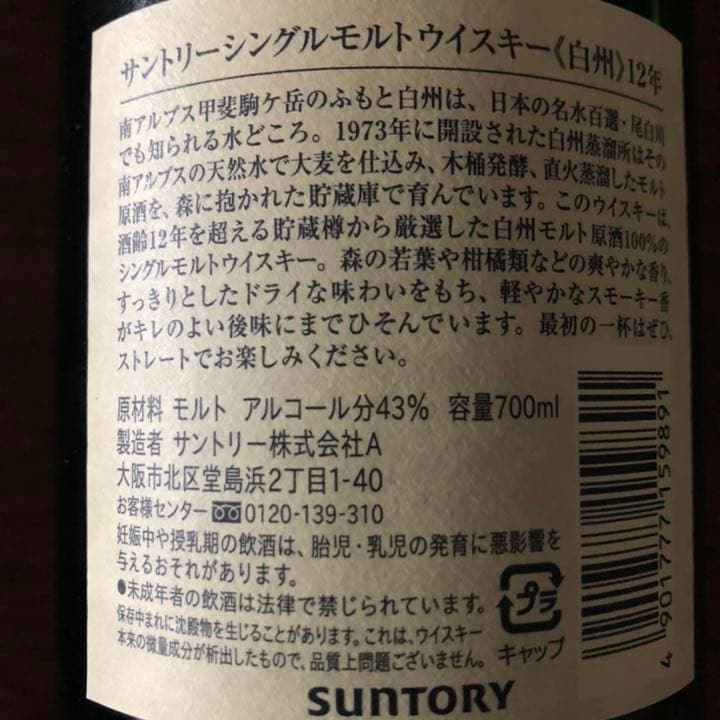 サントリーシングルモルトウイスキー《白州》12年
南アルプス甲斐駒ケ岳のふもと白州は、日本の名水百選・尾白川
でも知られる水どころ。1973年に開設された白州蒸溜所はその
南アルプスの天然水で大麦を仕込み、木桶発酵、直火蒸溜したモルト
原酒を、森に抱かれた貯蔵庫で育んでいます。このウイスキーは、
酒齢12年を超える貯蔵樽から厳選した白州モルト原酒100%の
シングルモルトウイスキー。森の若葉や柑橘類などの爽やかな香り、
すっきりとしたドライな味わいをもち、軽やかなスモーキー香
がキレのよい後味にまでひそんでいます。最初の一杯はぜひ、
ストレートでお楽しみください。
原材料 モルト アルコール分43% 容量700ml
製造者 サントリー株式会社A
大阪市北区堂島浜2丁目1-40
お客様センター 0120-139-310
妊娠中や授乳期の飲酒は、胎児・乳児の発育に悪影響を
与えるおそれがあります。
●未成年者の飲酒は法律で禁じられています。
保存中まれに沈殿物を生じることがあります。これは、ウイスキー
本来の微量成分が析出したもので、品質上問題ございません。
プラ
キャップ
4 901777 159891
SUNTORY